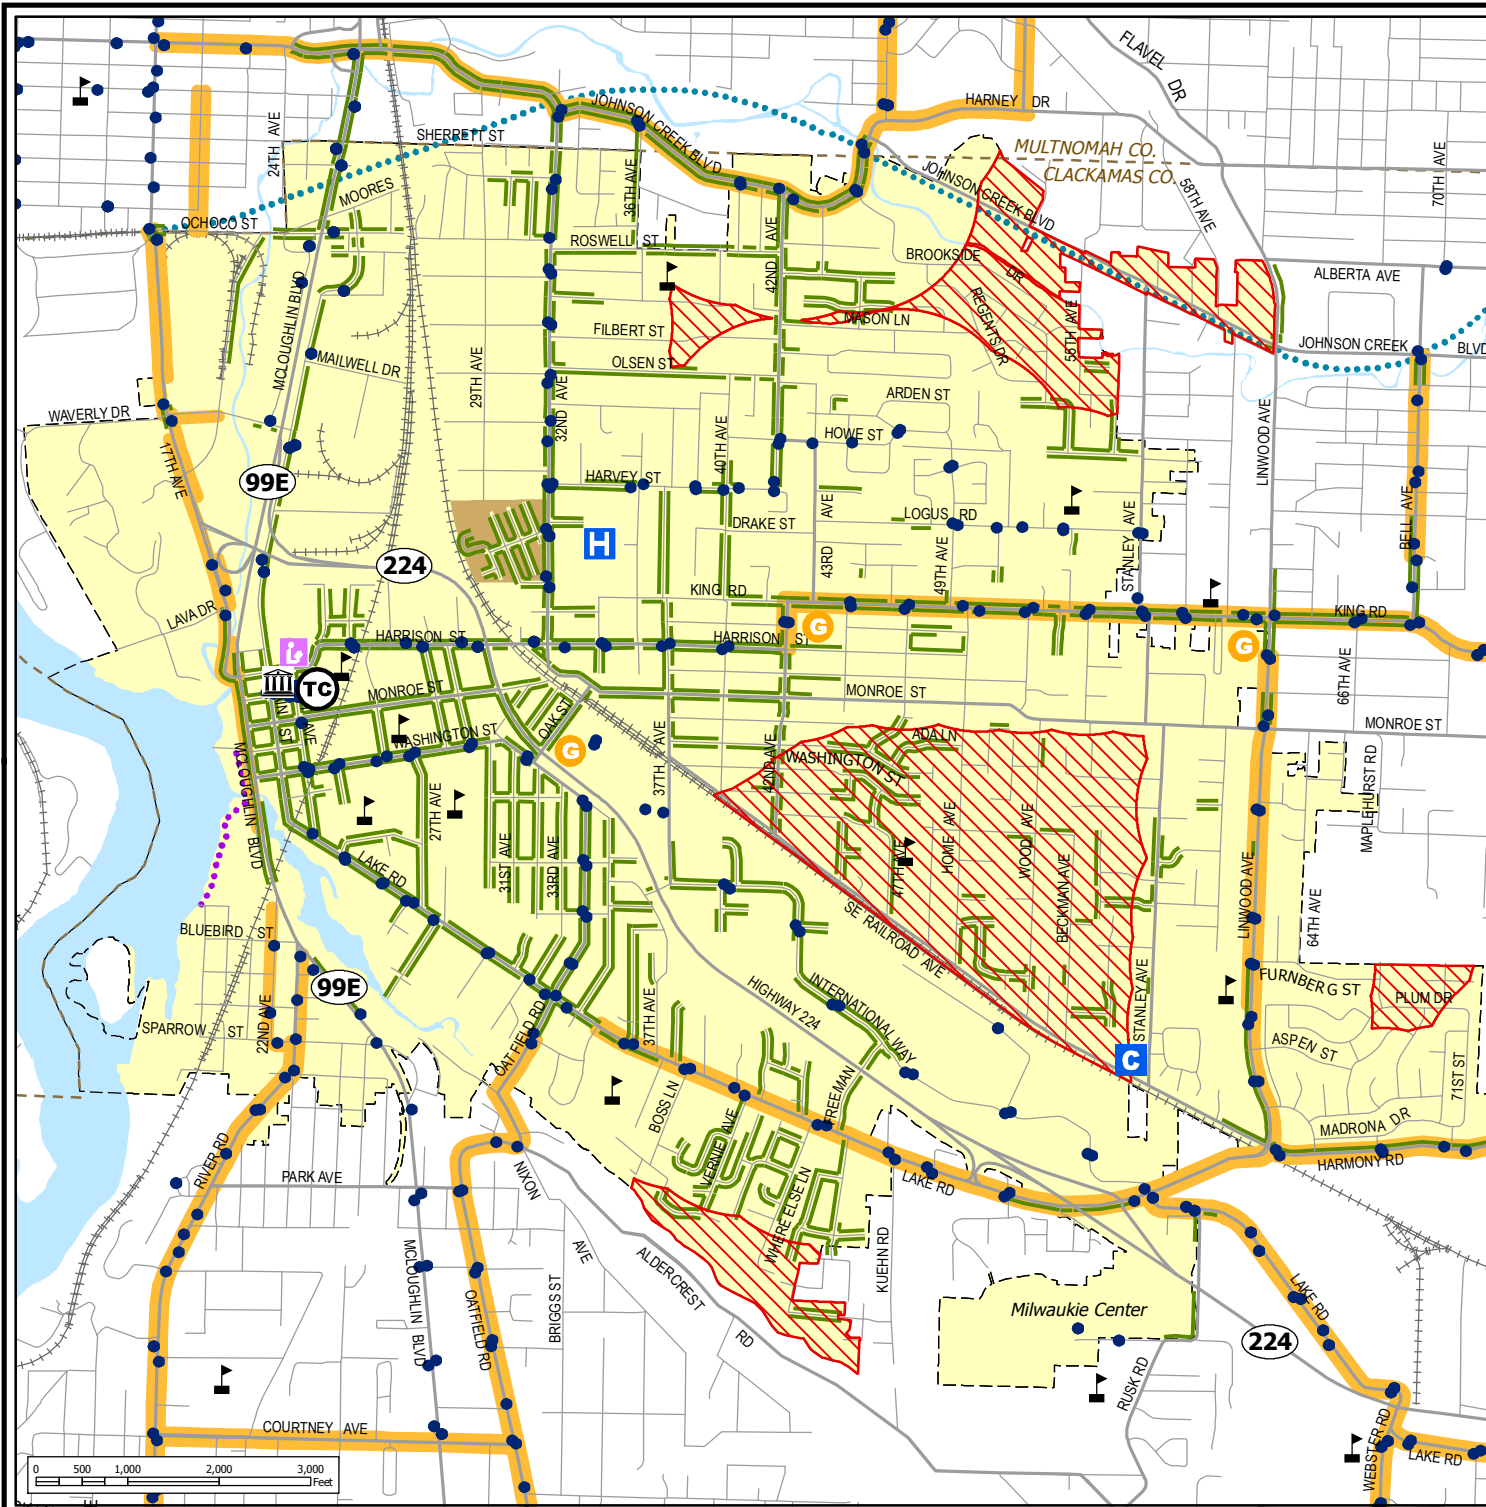 FLAVEL DR
HARNEY DR
JOHNSON CREEK BLVD
24TH AVE
SHERRETT ST
MULTNOMAH CO.
CLACKAMAS CO.
70TH AVE
36TH AVE
MOORES
JOHNSON CREEK BLVD
58TH AVE
OCHOCO ST
ROSWELL ST
42ND AVE
BROOKSIDE DR
ALBERTA AVE
MCLOUGHLIN BLVD
REGENTS DR
MASON LN
55TH AVE
FILBERT ST
JOHNSON CREEK BLVD
MAILWELL DR
29TH AVE
OLSEN ST
ARDEN ST
WAVERLY DR
32ND AVE
40TH AVE
HOWE ST
LINWOOD AVE
17TH AVE
99E
HARVEY ST
43RD AVE
LOGUS RD
DRAKE ST
STANLEY AVE
BELL AVE
H
224
49TH AVE
KING RD
KING RD
LAVA DR
HARRISON ST
HARRISON ST
G
G
66TH AVE
TC
MONROE ST
MONROE ST
MONROE ST
OAK ST
WASHINGTON ST
G
ADA LN
WASHINGTON ST
37TH AVE
42ND AVE
MAPLEHURST RD
MCLOUGHLIN BLVD
27TH AVE
31ST AVE
33RD AVE
LAKE RD
47TH AVE
HOME AVE
WOOD AVE
BECKMAN AVE
LINWOOD AVE
64TH AVE
BLUEBIRD ST
SE RAILROAD AVE
99E
HIGHWAY 224
INTERNATIONAL WAY
STANLEY AVE
FURNBERG ST
PLUM DR
22ND AVE
SPARROW ST
37TH AVE
OATFIELD RD
ASPEN ST
C
71ST ST
BOSS LN
FREEMAN
VERNIE AVE
MADRONA DR
RIVER RD
HARMONY RD
PARK AVE
NIXON AVE
LAKE RD
WHERE ELSE LN
KUEHN RD
MCLOUGHLIN BLVD
OATFIELD RD
BRIGGS ST
ALDERCREST RD
LAKE RD
Milwaukie Center
224
RUSK RD
COURTNEY AVE
WEBSTER RD
LAKE RD
0 500 1,000 2,000 3,000
Feet